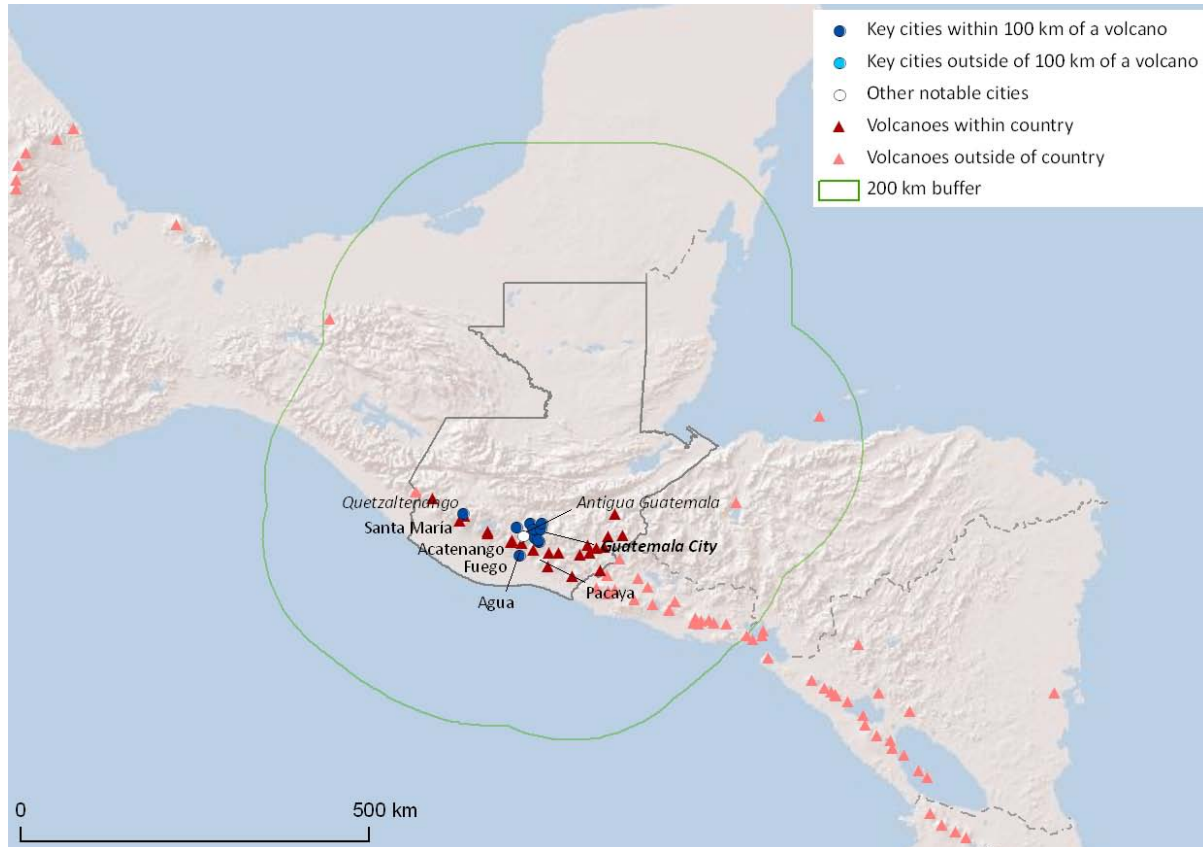 Key cities within 100 km of a volcano
Key cities outside of 100 km of a volcano
Other notable cities
Volcanoes within country
Volcanoes outside of country
200 km buffer
Quetzaltenango
Antigua Guatemala
Santa María
Guatemala City
Acatenango
Fuego
Pacaya
Agua
0
500 km